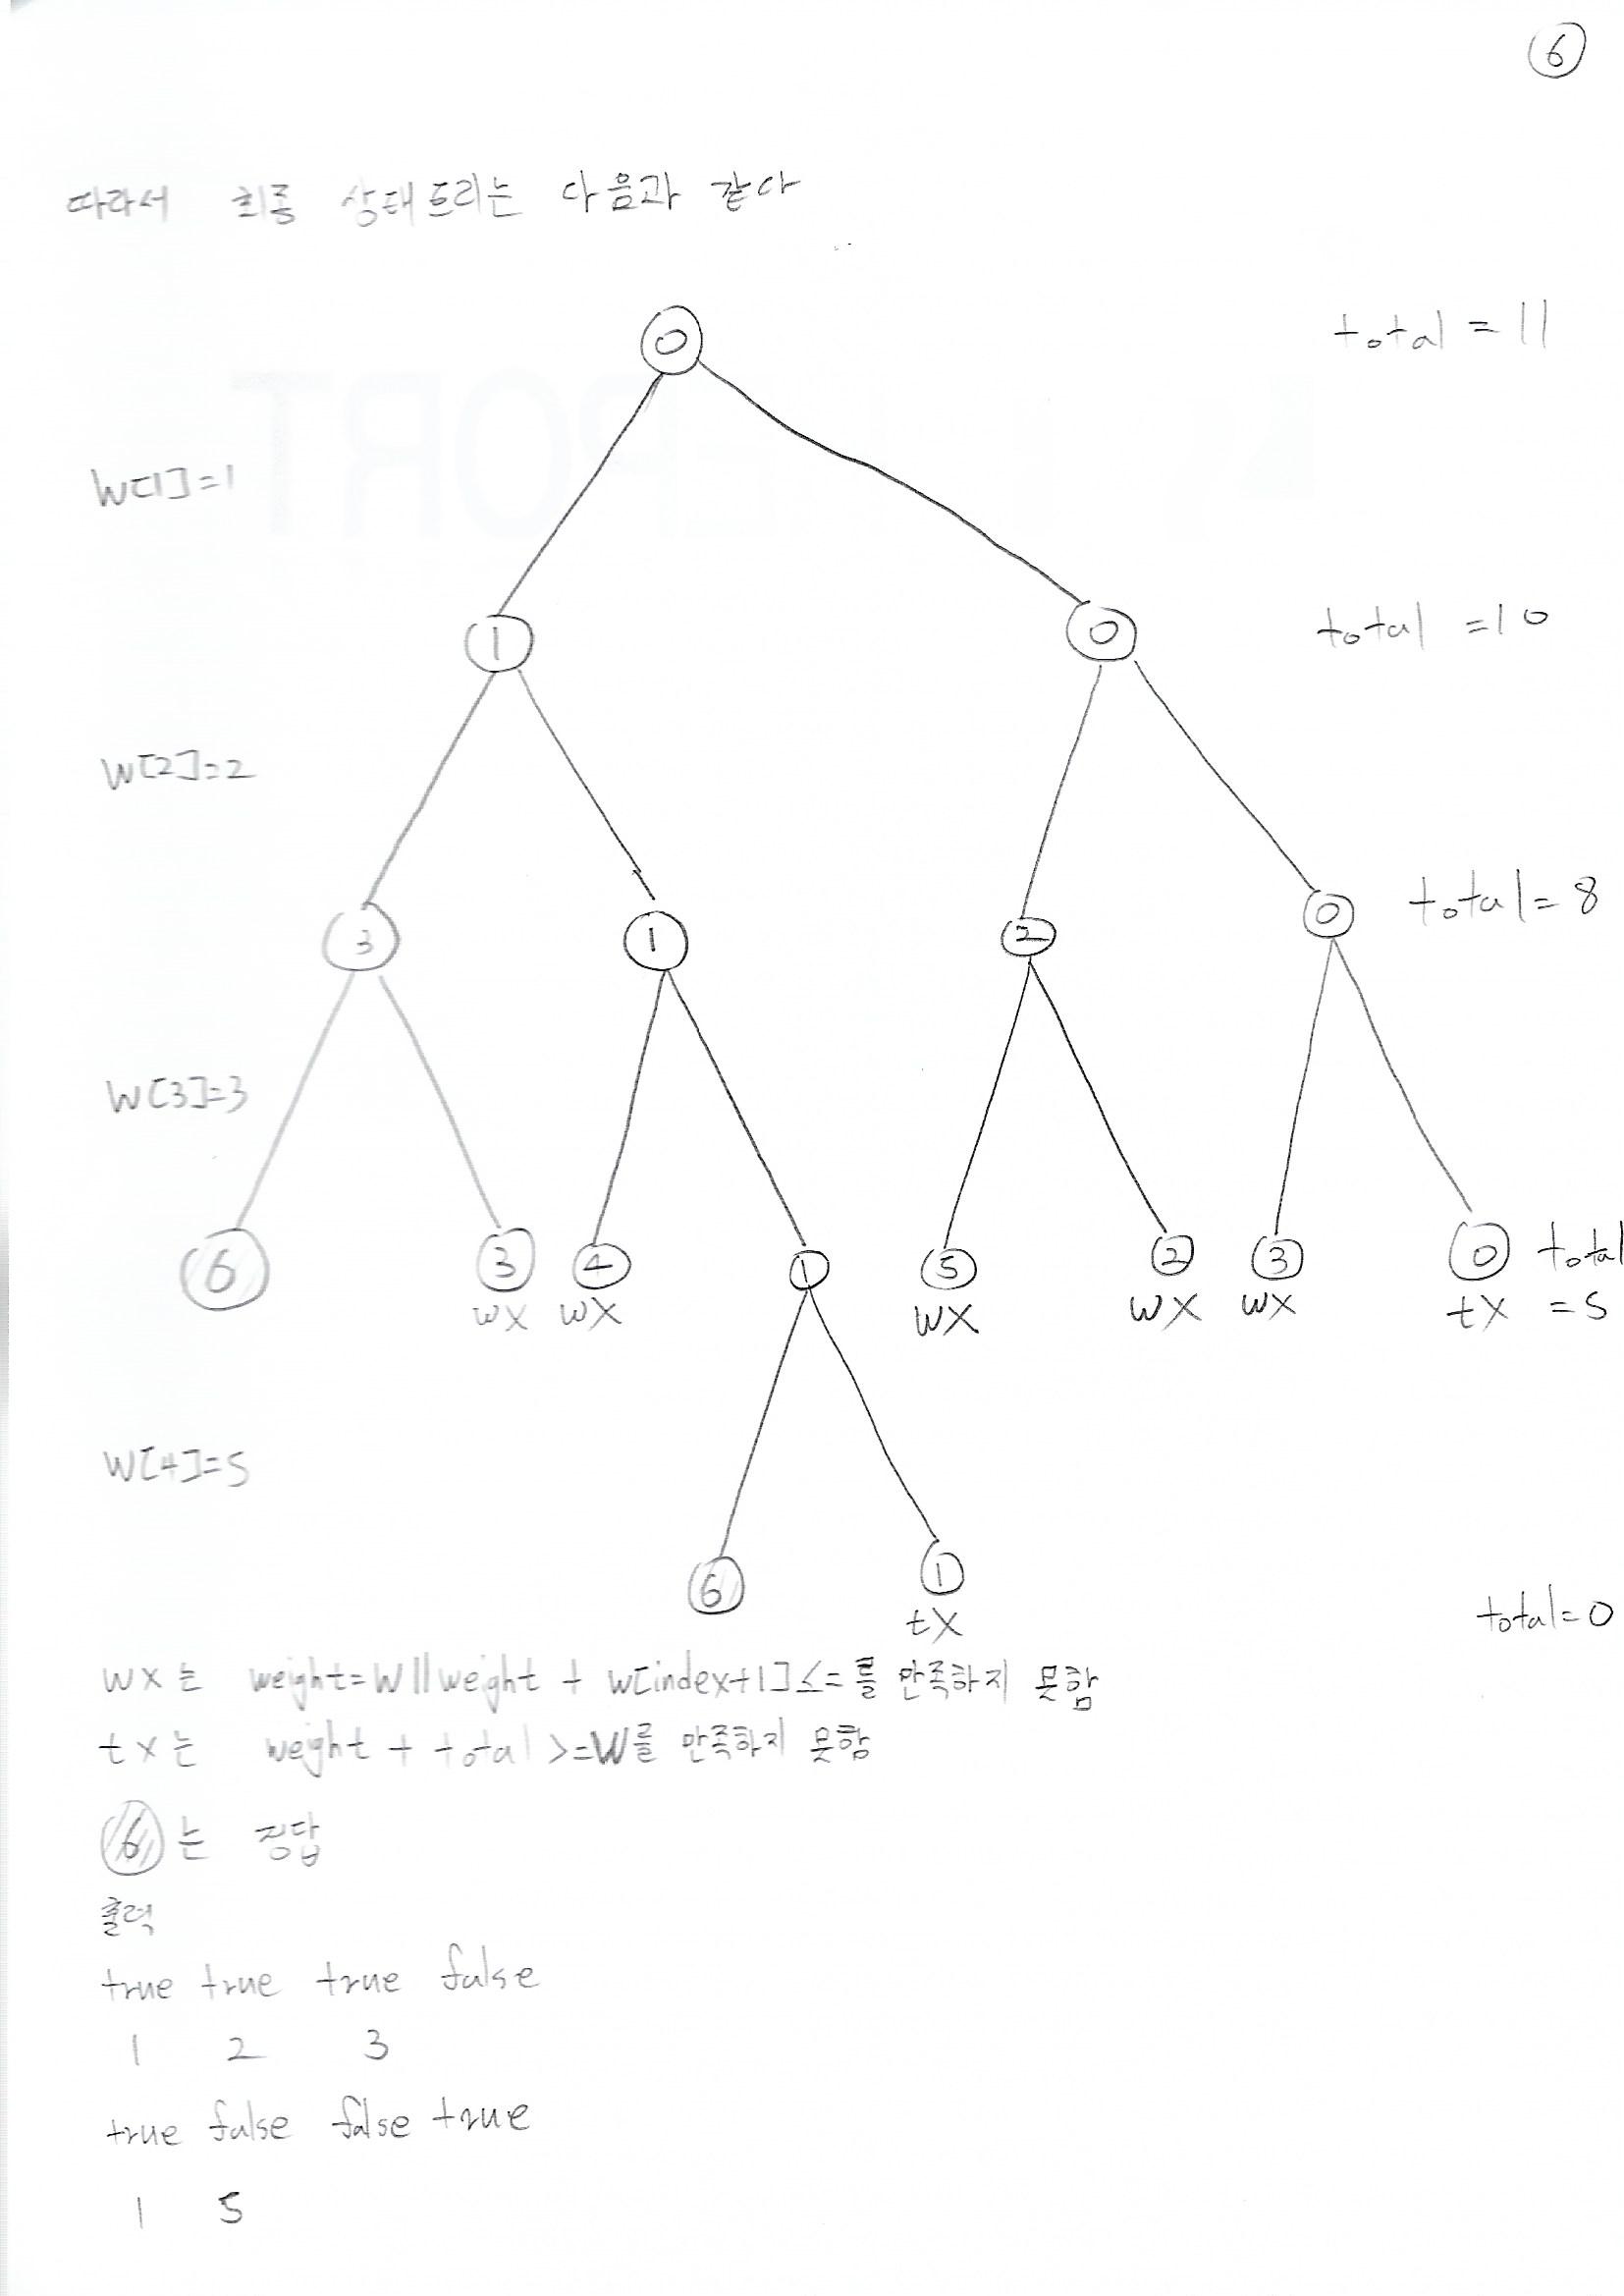 6
따라서 최종 상태트리는 다음과 같다
0 total = 11
W[1]=1
1 0 total =10
W[2]=2
3 1 2 0 total = 8
W[3]=3
6 3 4 1 5 2 3 0 total
wX wX wX wX wX tX = 5
W[4]=5
6 1
tX total=0
wX는 weight=W||weight + w[index+1]<=를 만족하지 못함
tX는 weight + total >=W를 만족하지 못함
6 는 정답
출력
true true true false
1 2 3
true false false true
1 5